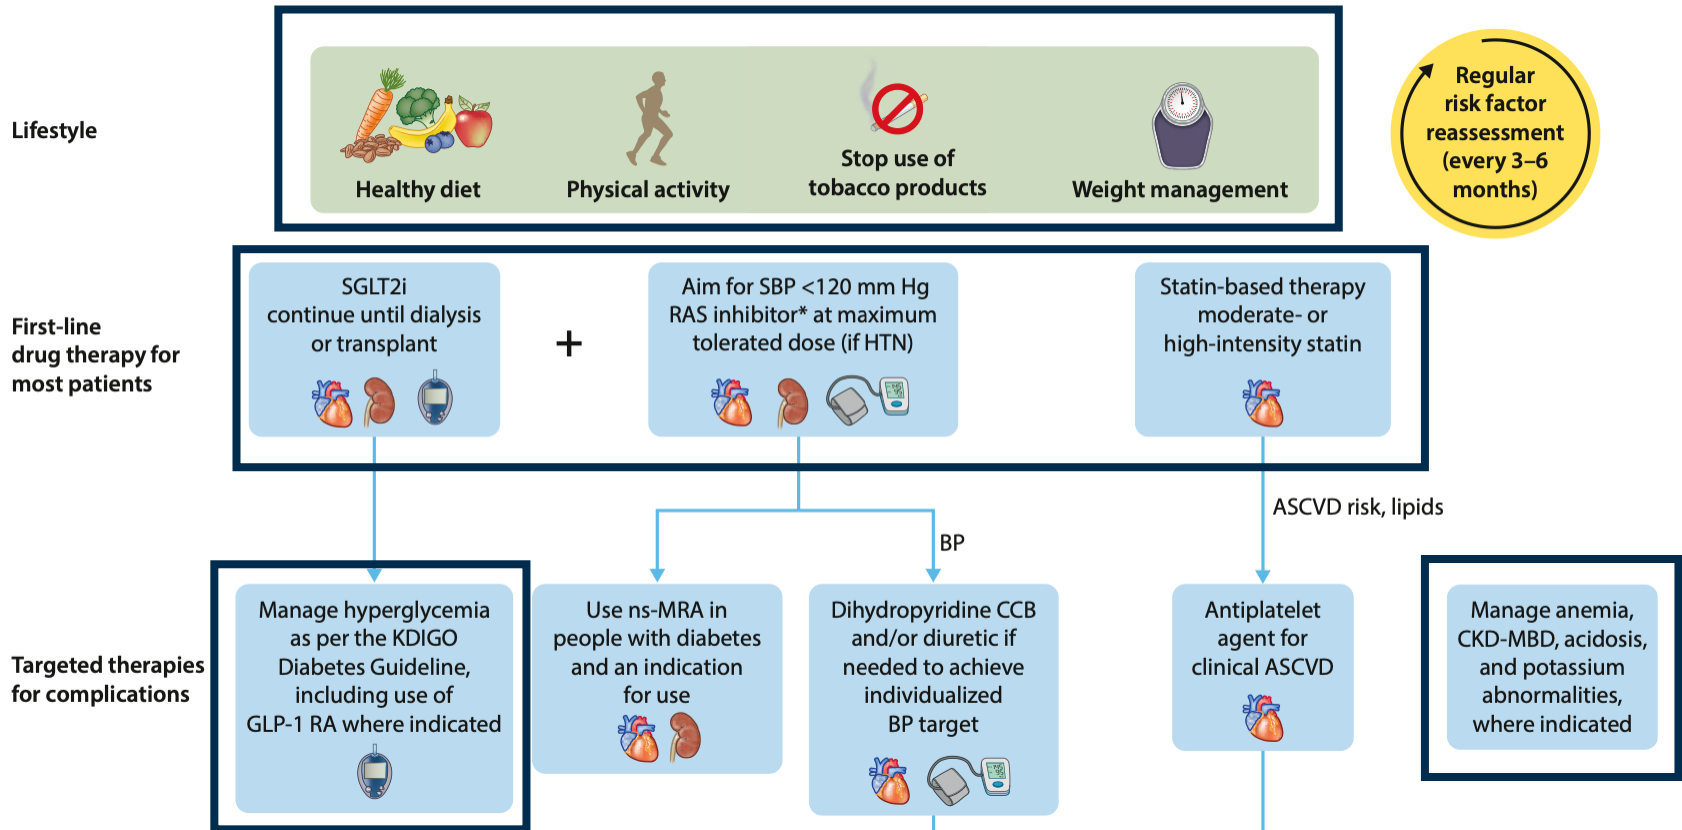 Lifestyle
Healthy diet
Physical activity
Stop use of
tobacco products
Weight management
Regular
risk factor
reassessment
(every 3–6
months)
First-line
drug therapy for
most patients
SGLT2i
continue until dialysis
or transplant
+
Aim for SBP <120 mm Hg
RAS inhibitor* at maximum
tolerated dose (if HTN)
Statin-based therapy
moderate- or
high-intensity statin
ASCVD risk, lipids
BP
Targeted therapies
for complications
Manage hyperglycemia
as per the KDIGO
Diabetes Guideline,
including use of
GLP-1 RA where indicated
Use ns-MRA in
people with diabetes
and an indication
for use
Dihydropyridine CCB
and/or diuretic if
needed to achieve
individualized
BP target
Antiplatelet
agent for
clinical ASCVD
Manage anemia,
CKD-MBD, acidosis,
and potassium
abnormalities,
where indicated